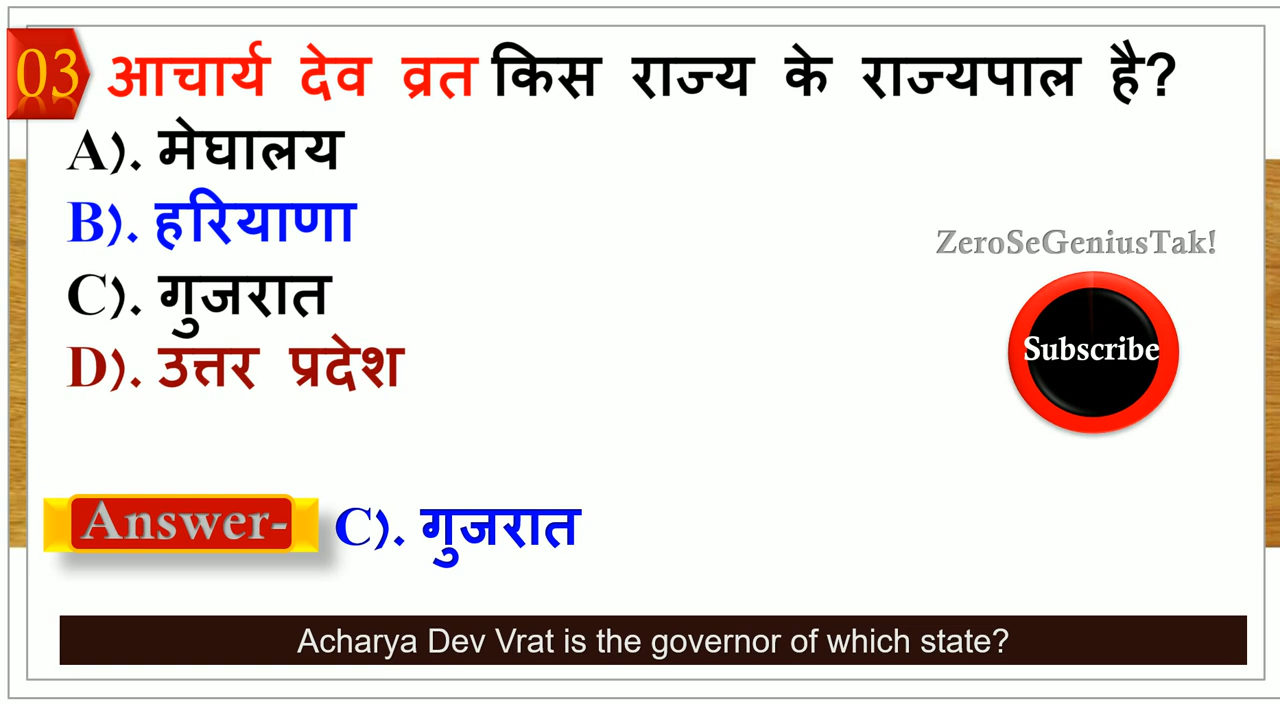 03 आचार्य देव व्रत किस राज्य के राज्यपाल है?
A). मेघालय
B). हरियाणा
C). गुजरात
D). उत्तर प्रदेश
ZeroSeGeniusTak!
Subscribe
Answer- C). गुजरात
Acharya Dev Vrat is the governor of which state?